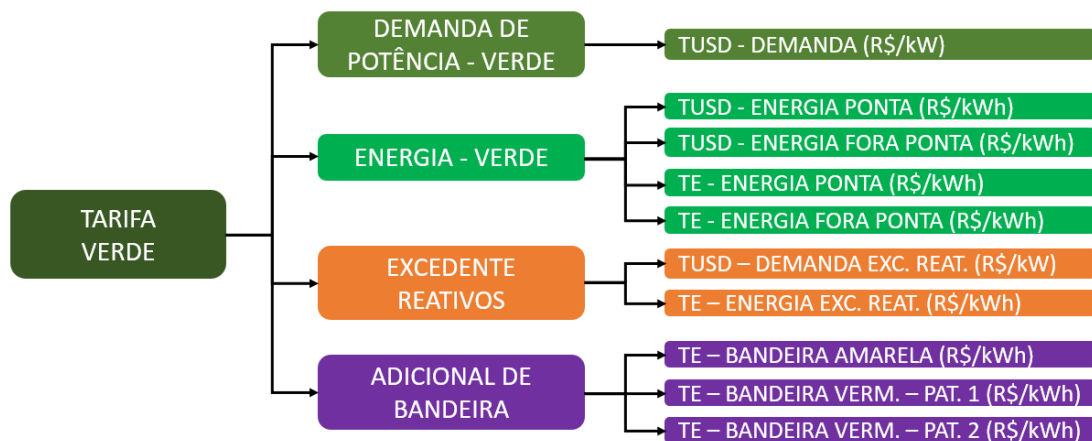 TARIFA
VERDE
DEMANDA DE
POTÊNCIA - VERDE
TUSD - DEMANDA (R$/kW)
ENERGIA - VERDE
TUSD - ENERGIA PONTA (R$/kWh)
TUSD - ENERGIA FORA PONTA (R$/kWh)
TE - ENERGIA PONTA (R$/kWh)
TE - ENERGIA FORA PONTA (R$/kWh)
EXCEDENTE
REATIVOS
TUSD – DEMANDA EXC. REAT. (R$/kW)
TE – ENERGIA EXC. REAT. (R$/kWh)
ADICIONAL DE
BANDEIRA
TE – BANDEIRA AMARELA (R$/kWh)
TE – BANDEIRA VERM. – PAT. 1 (R$/kWh)
TE – BANDEIRA VERM. – PAT. 2 (R$/kWh)